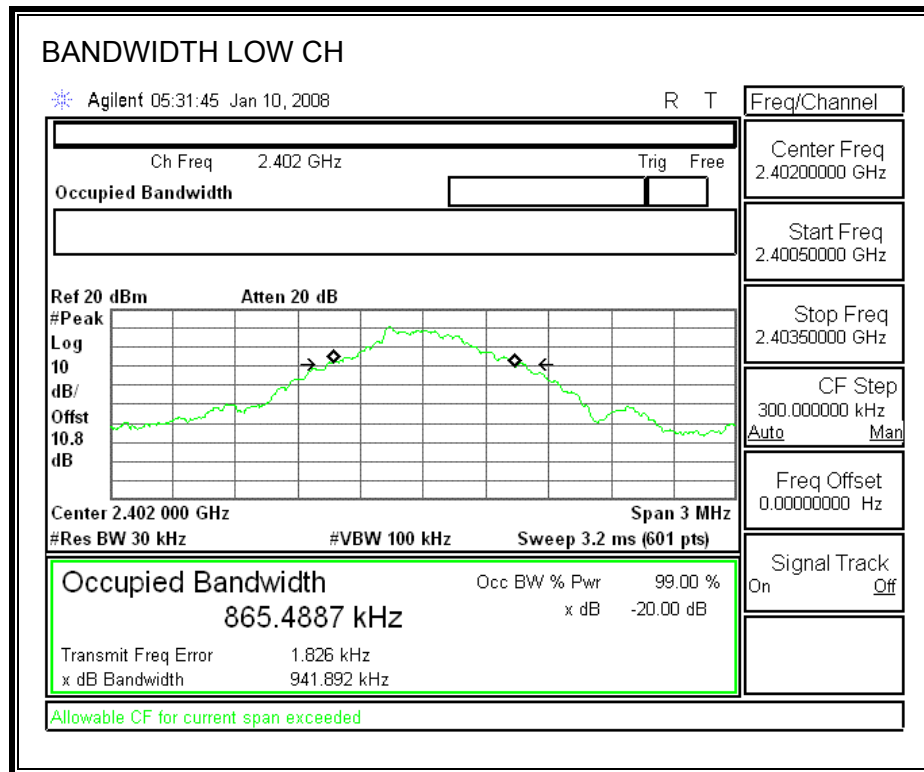 BANDWIDTH LOW CH
Agilent 05:31:45 Jan 10, 2008 R T
Freq/Channel
Ch Freq 2.402 GHz Trig Free
Occupied Bandwidth
Center Freq
2.40200000 GHz
Start Freq
2.40050000 GHz
Stop Freq
2.40350000 GHz
CF Step
300.000000 kHz
Auto Man
Freq Offset
0.00000000 Hz
Signal Track
On Off
Ref 20 dBm Atten 20 dB
#Peak
Log
10
dB/
Offst
10.8
dB
Center 2.402 000 GHz Span 3 MHz
#Res BW 30 kHz #VBW 100 kHz Sweep 3.2 ms (601 pts)
Occupied Bandwidth Occ BW % Pwr 99.00 %
865.4887 kHz x dB -20.00 dB
Transmit Freq Error 1.826 kHz
x dB Bandwidth 941.892 kHz
Allowable CF for current span exceeded